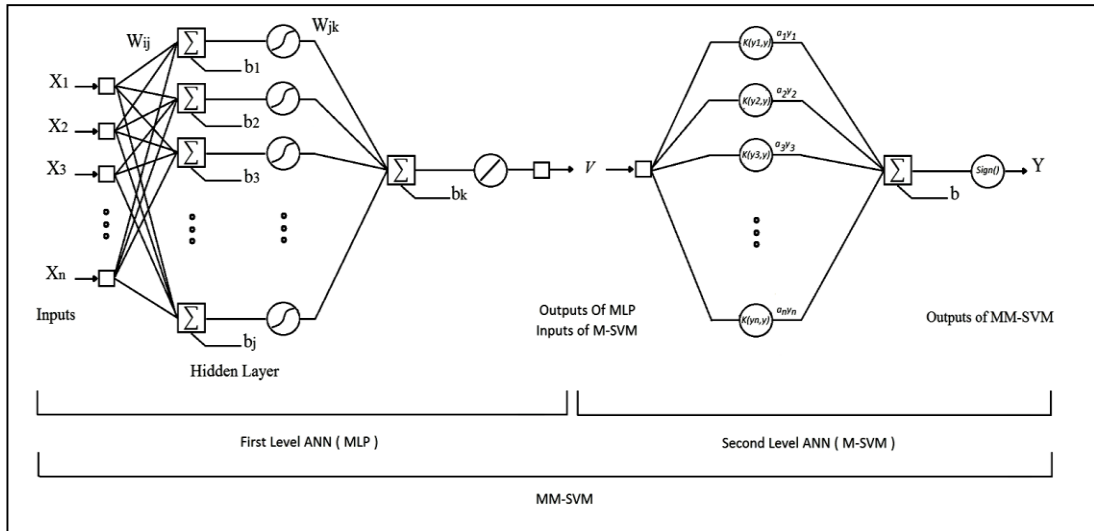 Wij
Wjk
X1
X2
X3
Xn
Inputs
∑
b1
∑
b2
∑
b3
∑
bj
Hidden Layer
∑
bk
V
Outputs Of MLP
Inputs of M-SVM
K(y1,y)
a1y1
K(y2,y)
a2y2
K(y3,y)
a3y3
K(yn,y)
anyn
∑
b
Sign()
Y
Outputs of MM-SVM
First Level ANN ( MLP )
Second Level ANN ( M-SVM )
MM-SVM